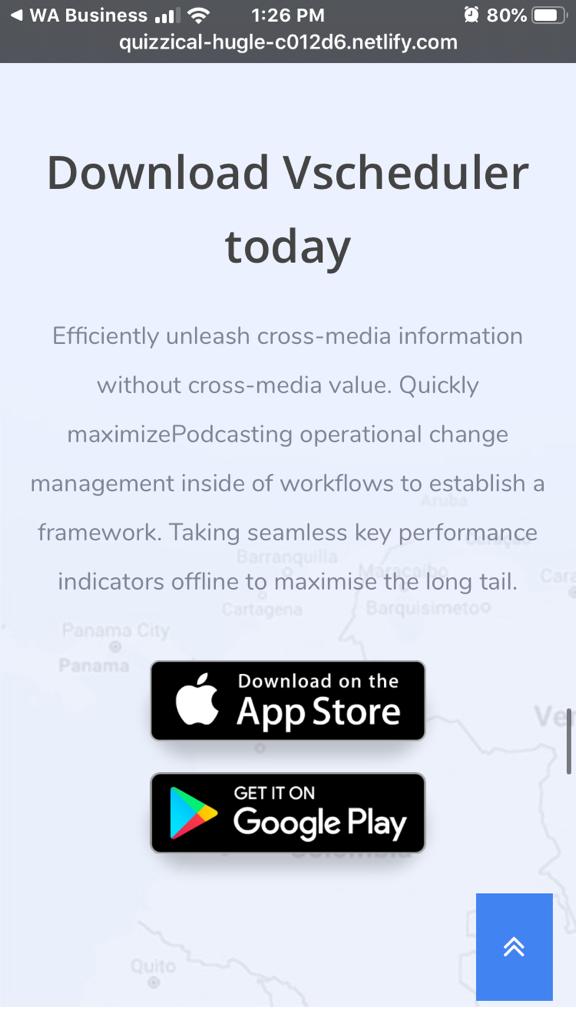 WA Business 1:26 PM 80%
quizzical-hugle-c012d6.netlify.com
Download Vscheduler
today
Efficiently unleash cross-media information
without cross-media value. Quickly
maximizePodcasting operational change
management inside of workflows to establish a
Aruba
framework. Taking seamless key performance
Curaçao
Barranquilla
Maracaibo
indicators offline to maximise the long tail.
Cara
Cartagena
Barquisimeto
Panama City
Panama
Download on the
App Store
Ve
GET IT ON
Google Play
Colombia
Quito